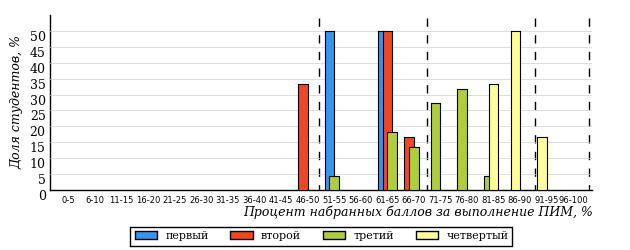 Доля студентов, %
50
45
40
35
30
25
20
15
10
5
0
0-5 6-10 11-15 16-20 21-25 26-30 31-35 36-40 41-45 46-50 51-55 56-60 61-65 66-70 71-75 76-80 81-85 86-90 91-95 96-100
Процент набранных баллов за выполнение ПИМ, %
первый второй третий четвертый